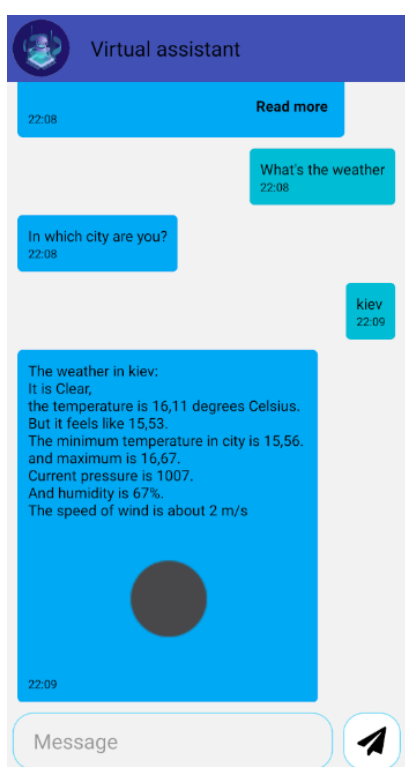 Virtual assistant
Read more
22:08
What's the weather
22:08
In which city are you?
22:08
kiev
22:09
The weather in kiev:
It is Clear,
the temperature is 16,11 degrees Celsius.
But it feels like 15,53.
The minimum temperature in city is 15,56.
and maximum is 16,67.
Current pressure is 1007.
And humidity is 67%.
The speed of wind is about 2 m/s
22:09
Message